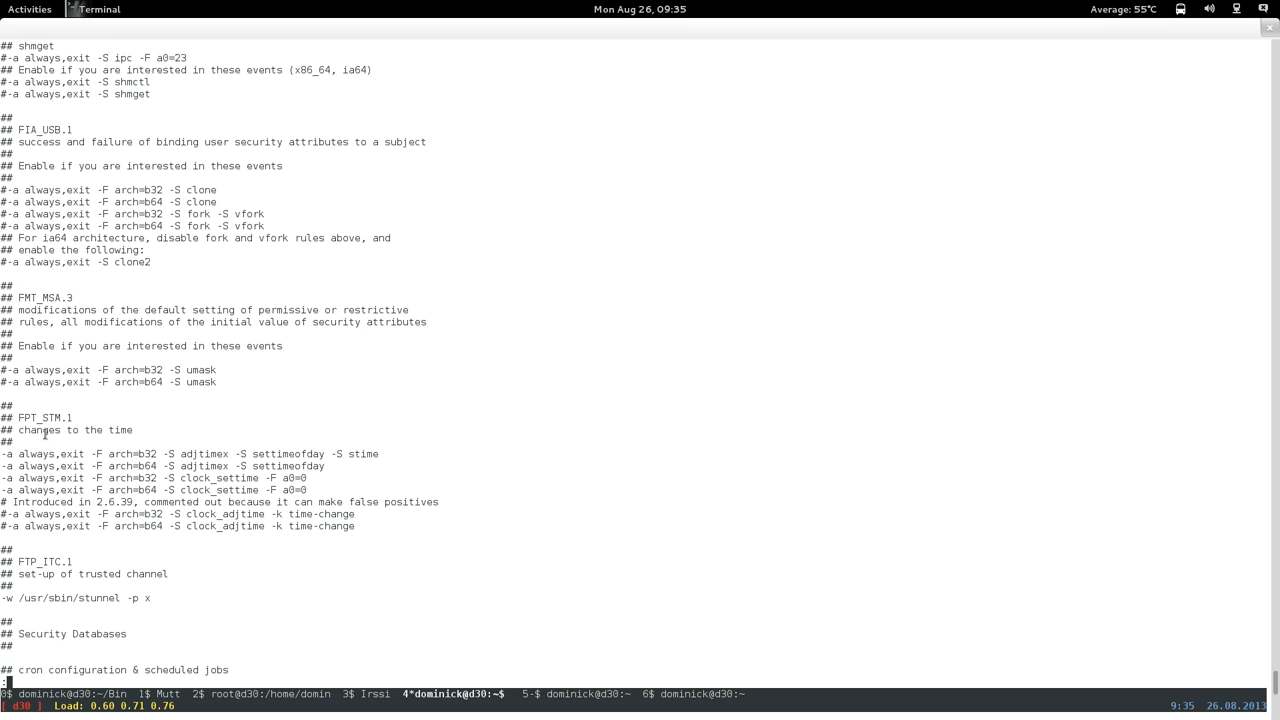 Activities Terminal Mon Aug 26, 09:35 Average: 55°C
## shmget
#-a always,exit -S ipc -F a0=23
## Enable if you are interested in these events (x86_64, ia64)
#-a always,exit -S shmctl
#-a always,exit -S shmget
##
## FIA_USB.1
## success and failure of binding user security attributes to a subject
##
## Enable if you are interested in these events
##
#-a always,exit -F arch=b32 -S clone
#-a always,exit -F arch=b64 -S clone
#-a always,exit -F arch=b32 -S fork -S vfork
#-a always,exit -F arch=b64 -S fork -S vfork
## For ia64 architecture, disable fork and vfork rules above, and
## enable the following:
#-a always,exit -S clone2
##
## FMT_MSA.3
## modifications of the default setting of permissive or restrictive
## rules, all modifications of the initial value of security attributes
##
## Enable if you are interested in these events
##
#-a always,exit -F arch=b32 -S umask
#-a always,exit -F arch=b64 -S umask
##
## FPT_STM.1
## changes to the time
##
-a always,exit -F arch=b32 -S adjtimex -S settimeofday -S stime
-a always,exit -F arch=b64 -S adjtimex -S settimeofday
-a always,exit -F arch=b32 -S clock_settime -F a0=0
-a always,exit -F arch=b64 -S clock_settime -F a0=0
# Introduced in 2.6.39, commented out because it can make false positives
#-a always,exit -F arch=b32 -S clock_adjtime -k time-change
#-a always,exit -F arch=b64 -S clock_adjtime -k time-change
##
## FTP_ITC.1
## set-up of trusted channel
##
-w /usr/sbin/stunnel -p x
##
## Security Databases
##
## cron configuration & scheduled jobs
:
0$ dominick@d30:~/Bin 1$ Mutt 2$ root@d30:/home/domin 3$ Irssi 4*dominick@d30:~$ 5-$ dominick@d30:~ 6$ dominick@d30:~
[ d30 ] Load: 0.60 0.71 0.76 9:35 26.08.2013